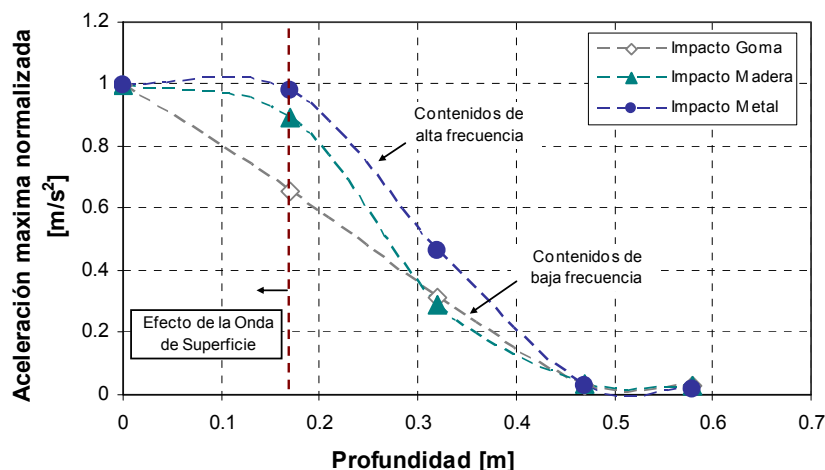 Aceleración maxima normalizada
[m/s²]
1.2
1
0.8
0.6
0.4
0.2
0
Impacto Goma
Impacto Madera
Impacto Metal
Contenidos de
alta frecuencia
Contenidos de
baja frecuencia
Efecto de la Onda
de Superficie
0 0.1 0.2 0.3 0.4 0.5 0.6 0.7
Profundidad [m]